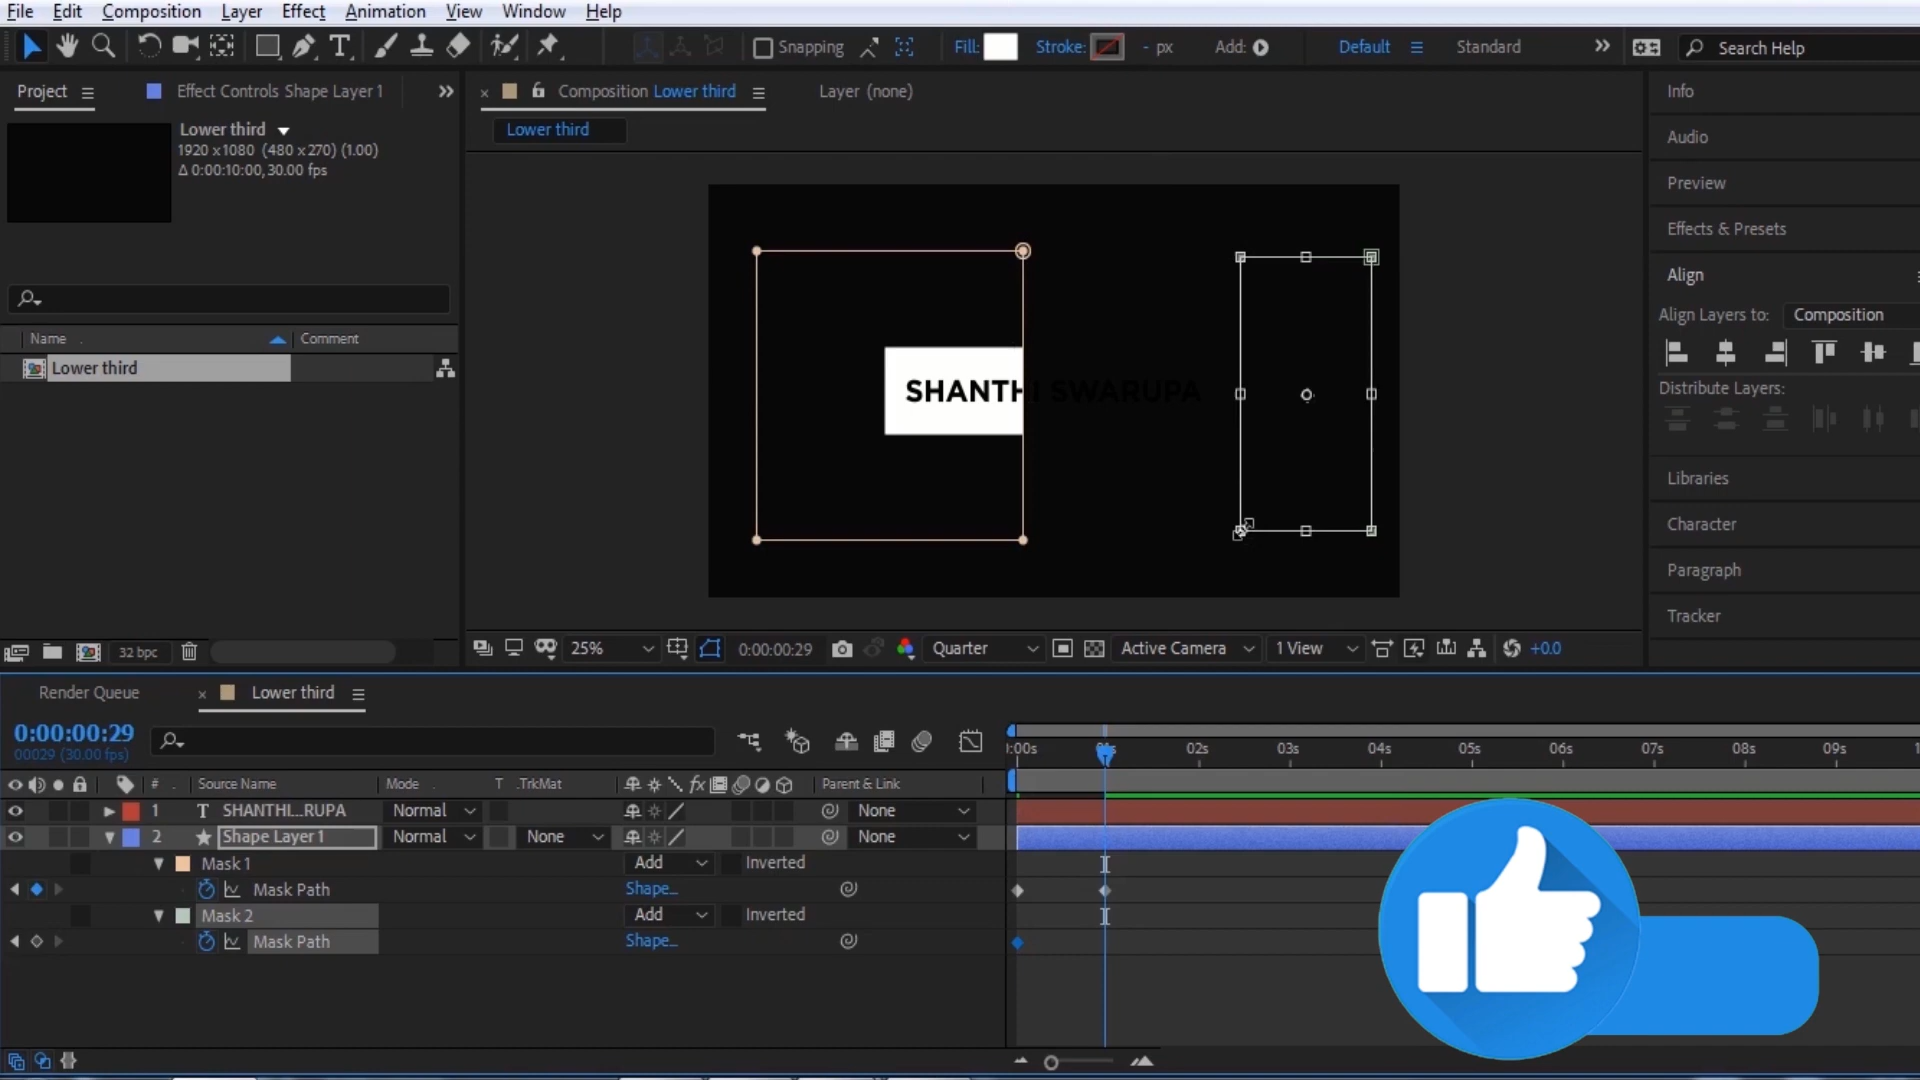 File Edit Composition Layer Effect Animation View Window Help
Snapping Fill: Stroke: - px Add: Default Standard Search Help
Project Effect Controls Shape Layer 1
Composition Lower third Layer (none)
Lower third
Lower third
1920 x1080 (480 x270) (1.00)
Δ 0:00:10:00, 30.00 fps
Name Comment
Lower third
SHANTHI SWARUPA
Info
Audio
Preview
Effects & Presets
Align
Align Layers to: Composition
Distribute Layers:
Libraries
Character
Paragraph
Tracker
32 bpc
25% 0:00:00:29 Quarter Active Camera 1 View +0.0
Render Queue Lower third
0:00:00:29
00029 (30.00 fps)
:00s 02s 03s 04s 05s 06s 07s 08s 09s
# Source Name Mode T .TrkMat fx Parent & Link
1 T SHANTHI...RUPA Normal None
2 Shape Layer 1 Normal None None
Mask 1 Add Inverted
Mask Path Shape...
Mask 2 Add Inverted
Mask Path Shape...